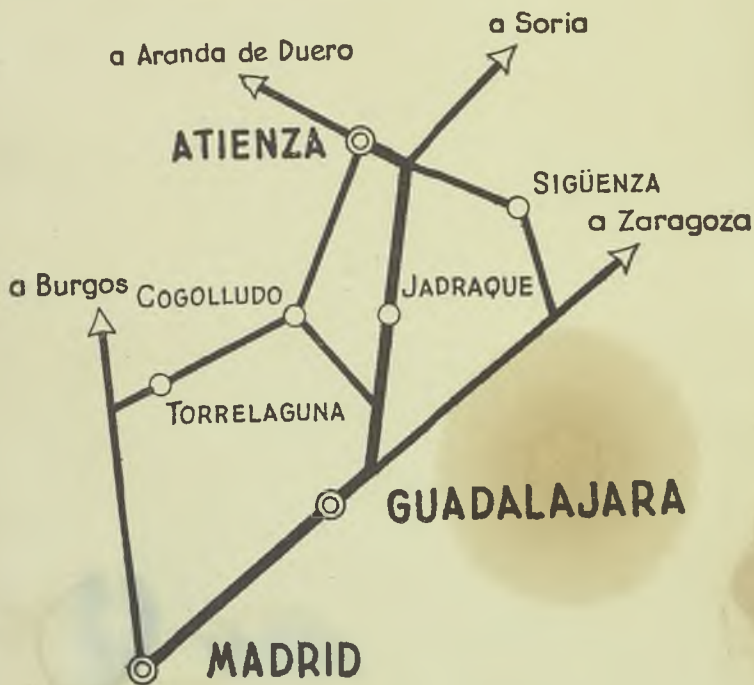 a Soria
a Aranda de Duero
ATIENZA
SIGÜENZA
a Zaragoza
a Burgos
COGOLLUDO
JADRAQUE
TORRELAGUNA
GUADALAJARA
MADRID